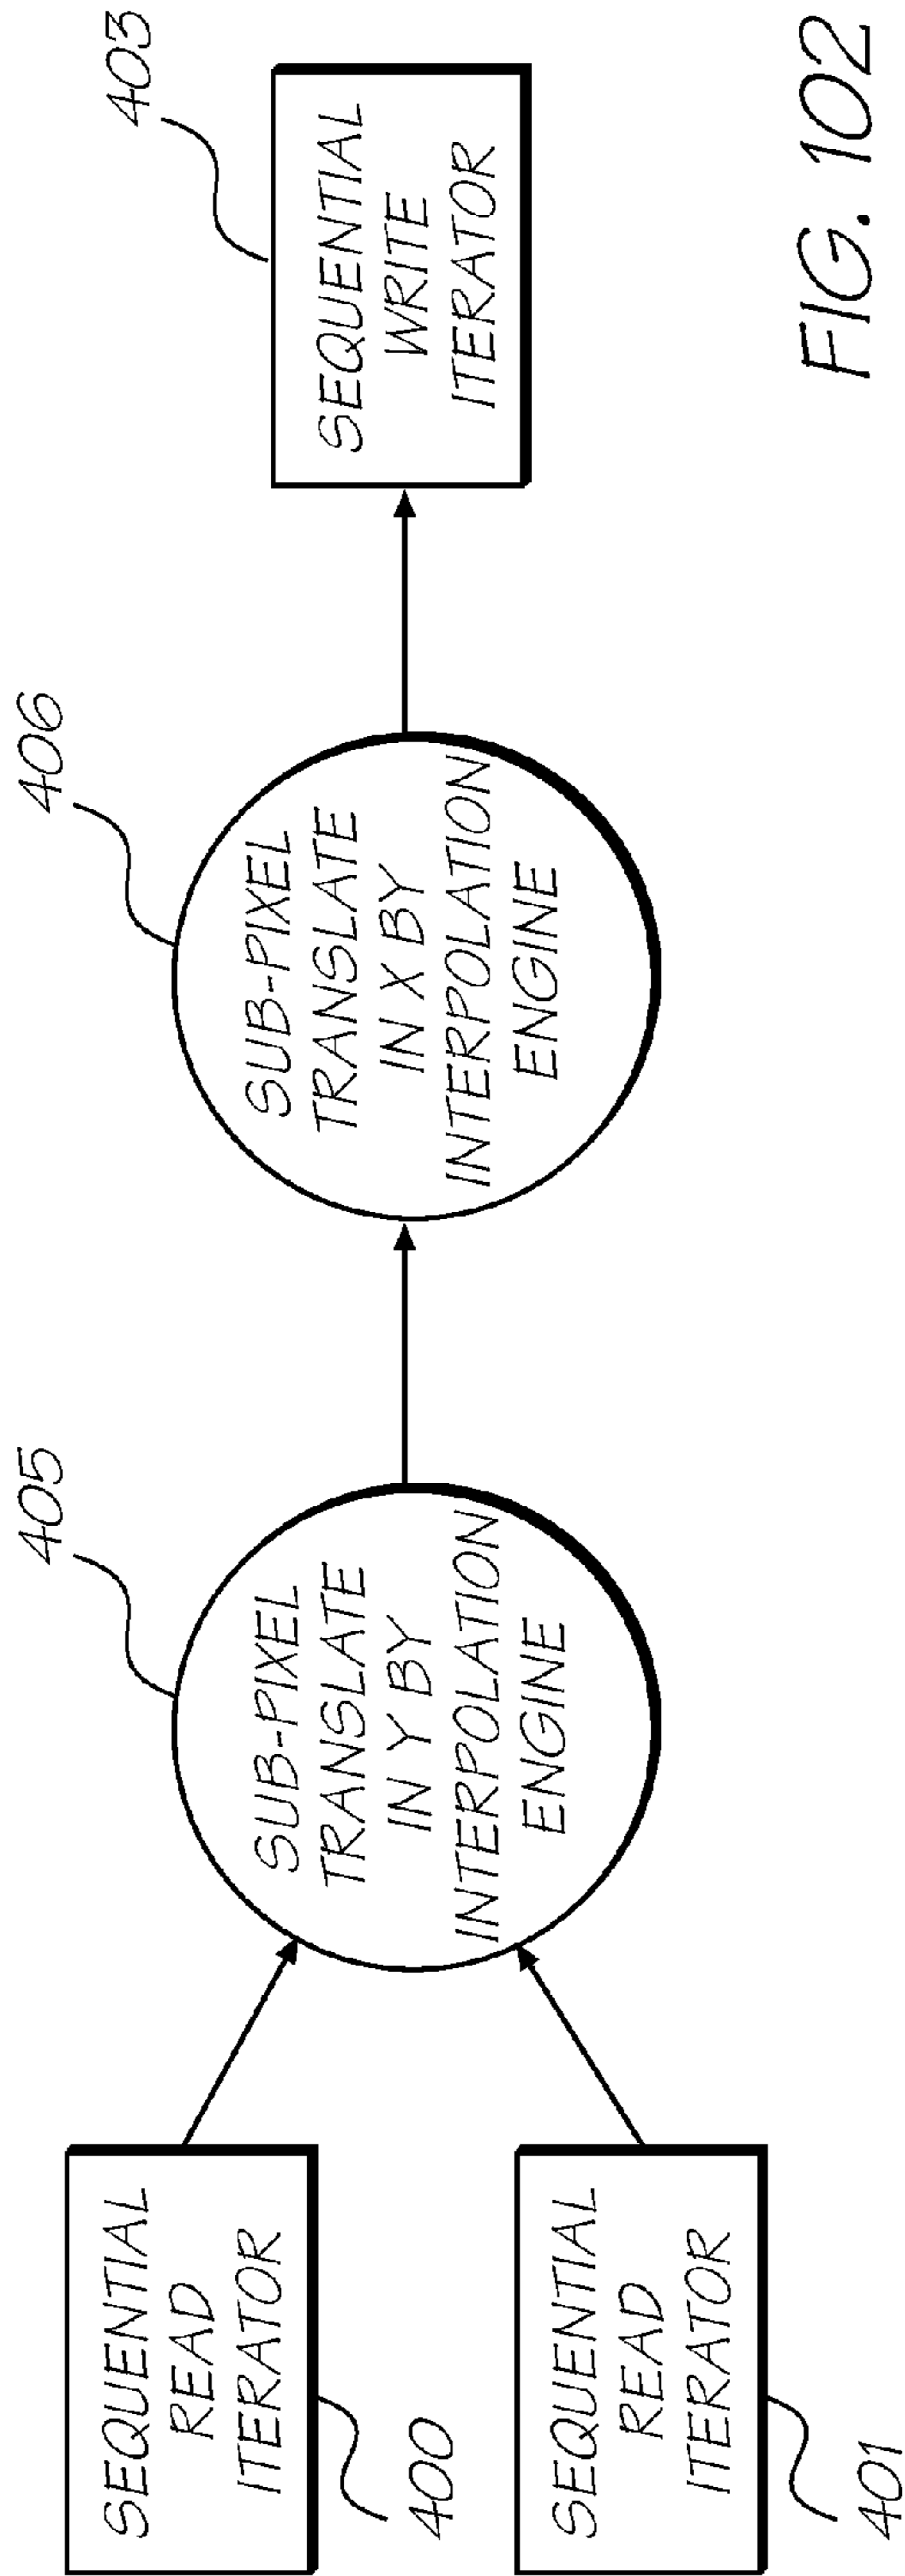 SEQUENTIAL
READ
ITERATOR
400
SEQUENTIAL
READ
ITERATOR
401
405
SUB-PIXEL
TRANSLATE
IN Y BY
INTERPOLATION
ENGINE
406
SUB-PIXEL
TRANSLATE
IN X BY
INTERPOLATION
ENGINE
403
SEQUENTIAL
WRITE
ITERATOR
FIG. 102